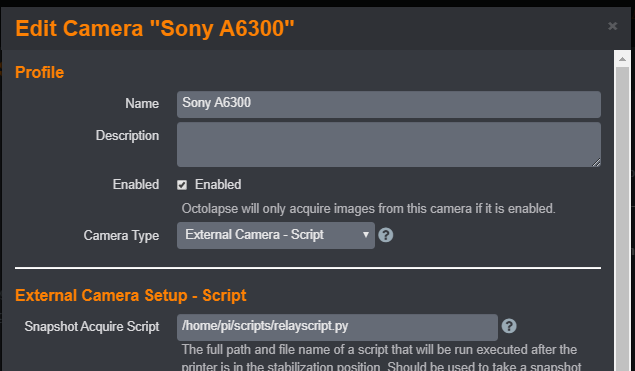 Edit Camera "Sony A6300"
Profile
Name Sony A6300
Description
Enabled Enabled
Octolapse will only acquire images from this camera if it is enabled.
Camera Type External Camera - Script
External Camera Setup - Script
Snapshot Acquire Script /home/pi/scripts/relayscript.py
The full path and file name of a script that will be run executed after the
printer is in the stabilization position. Should be used to take a snapshot